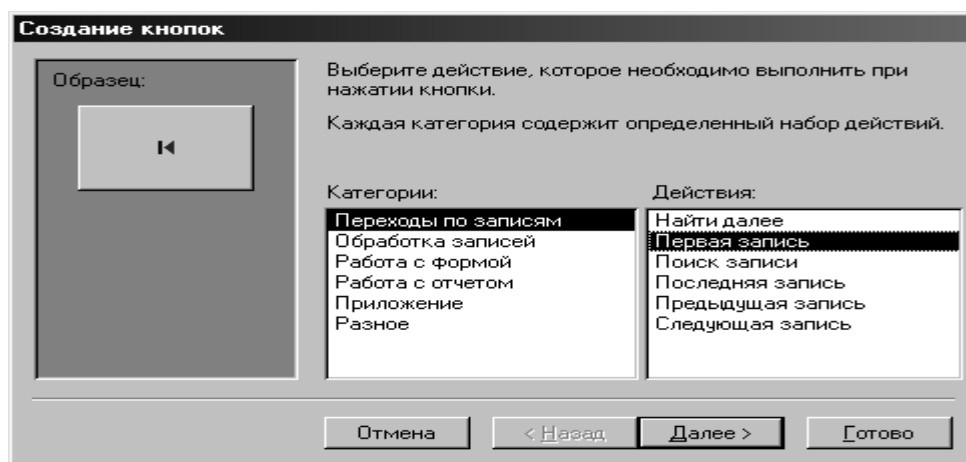 Создание кнопок
Образец:
Выберите действие, которое необходимо выполнить при
нажатии кнопки.
Каждая категория содержит определенный набор действий.
Категории:
Переходы по записям
Обработка записей
Работа с формой
Работа с отчетом
Приложение
Разное
Действия:
Найти далее
Первая запись
Поиск записи
Последняя запись
Предыдущая запись
Следующая запись
Отмена
< Назад
Далее >
Готово